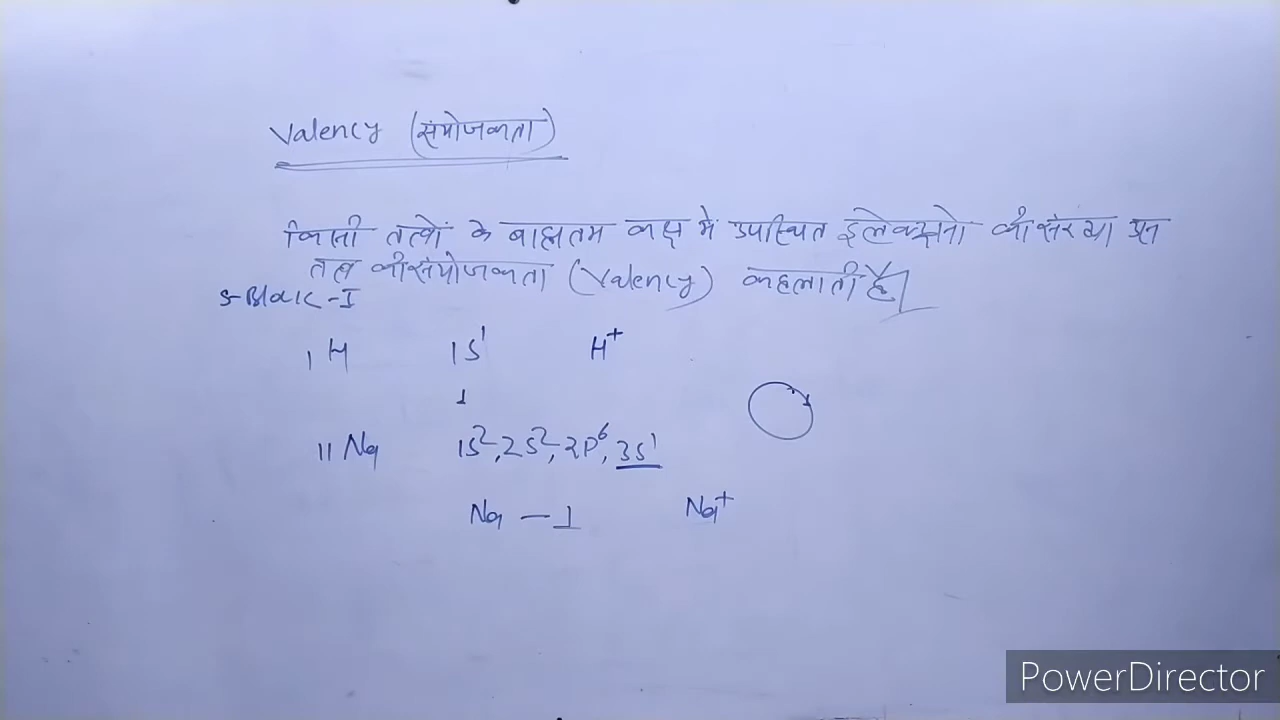 Valency (संयोजकता)
किसी तत्वों के बाह्यतम कक्ष में उपस्थित इलेक्ट्रानो की संख्या उन
तत्व की संयोजकता (Valency) कहलाती है।
S-Block-I
1H 1S¹ H⁺
1
11Na 1S², 2S², 2P⁶, 3S¹
Na – 1 Na⁺
PowerDirector